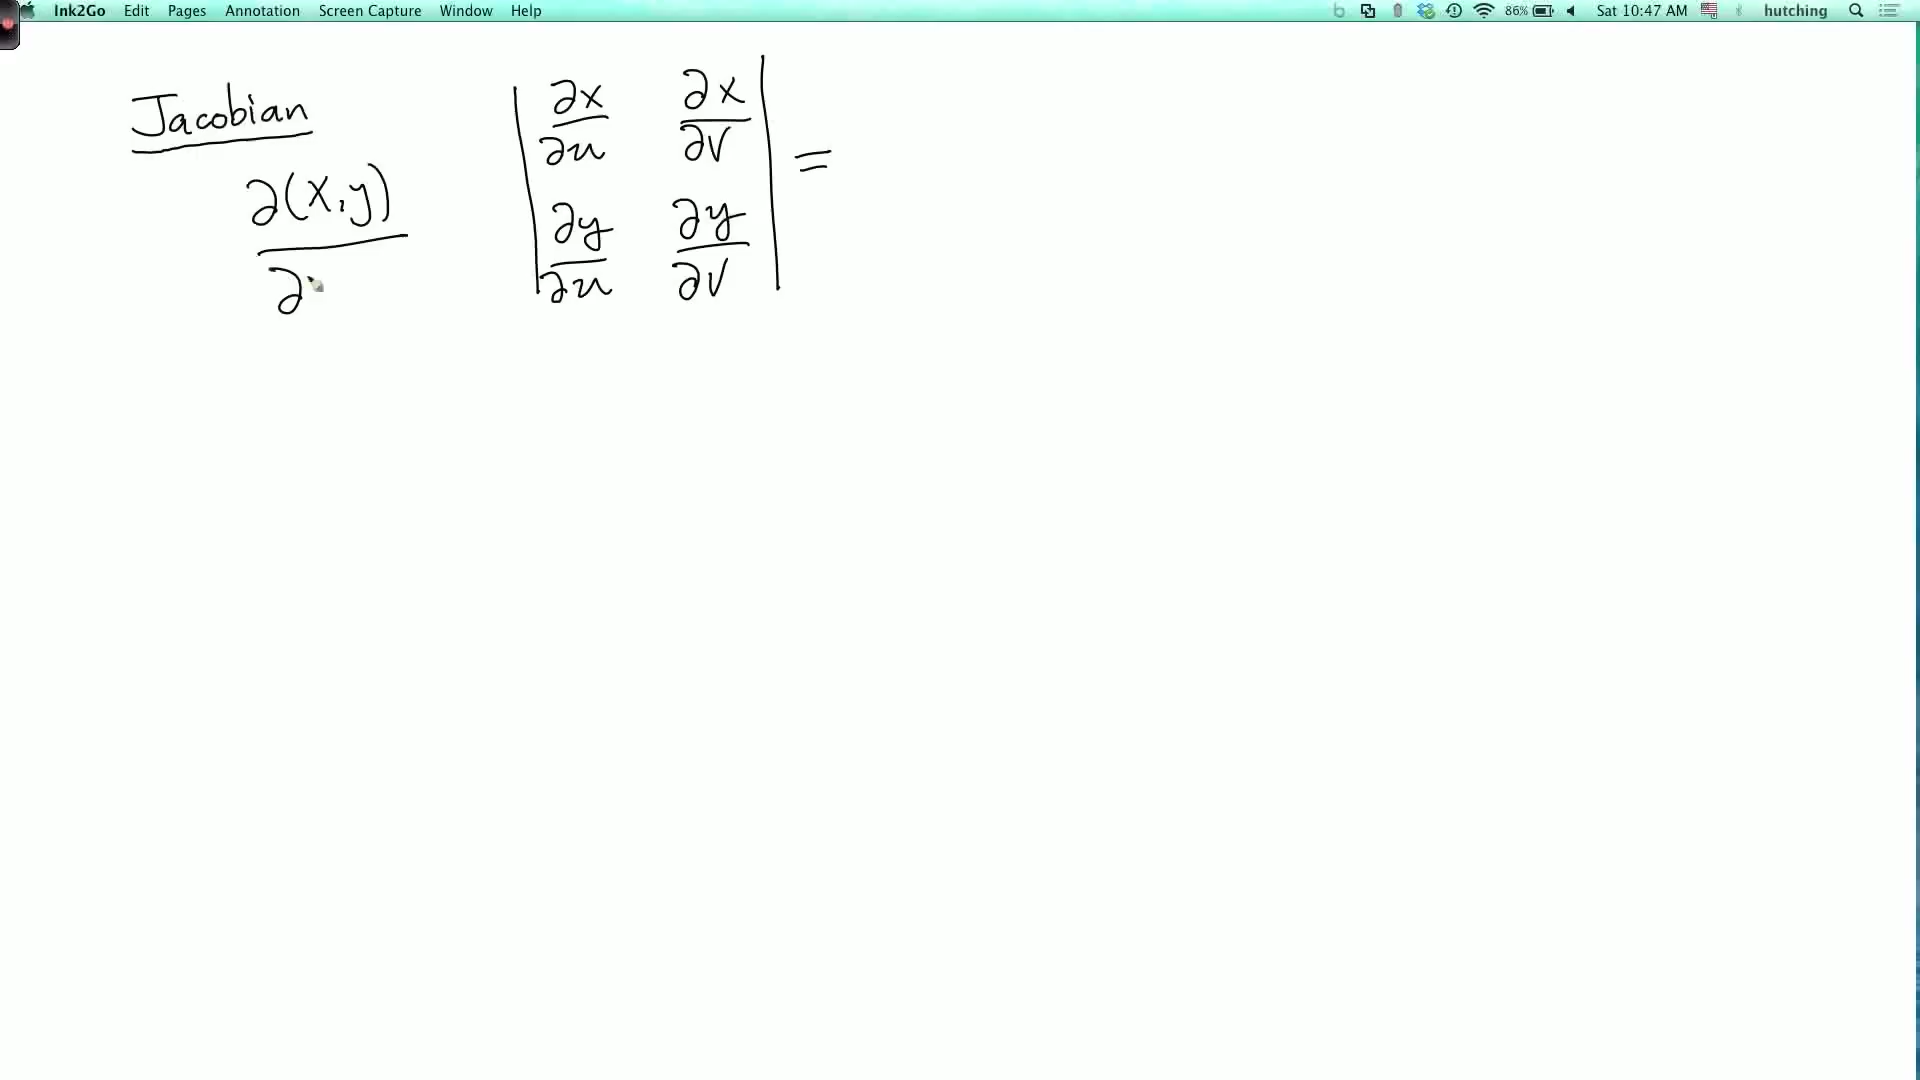 Ink2Go Edit Pages Annotation Screen Capture Window Help 86% Sat 10:47 AM hutching
Jacobian
∂(x,y)
∂
| ∂x/∂u ∂x/∂v |
| ∂y/∂u ∂y/∂v | =